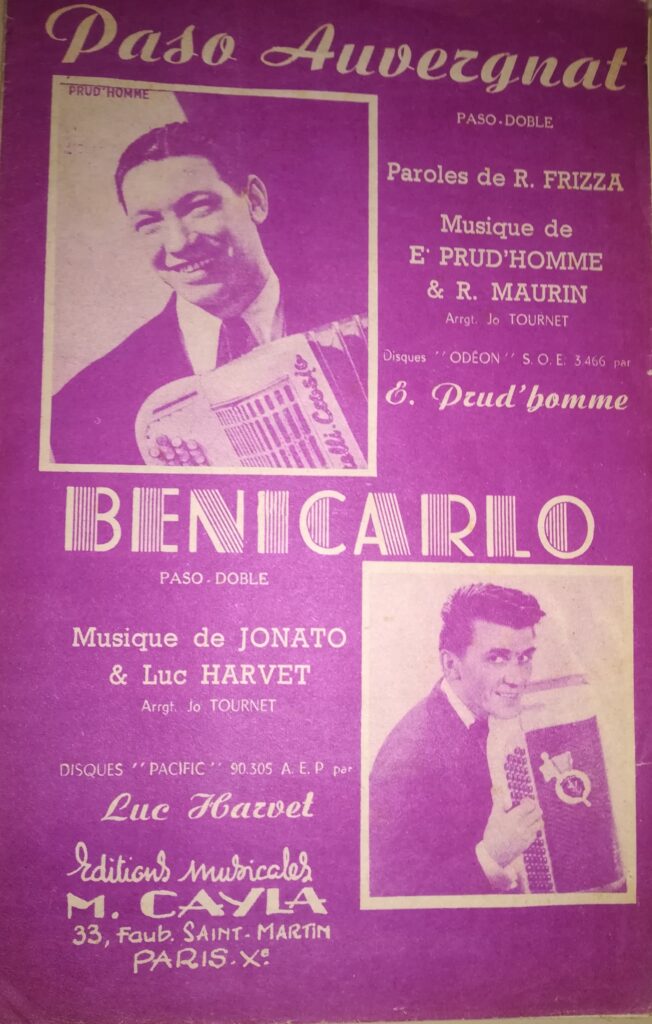 Paso Auvergnat
PRUD'HOMME
PASO-DOBLE
Paroles de R. FRIZZA
Musique de
E' PRUD'HOMME
& R. MAURIN
Arrgt. Jo TOURNET
Disques "ODÉON" S.O.E. 3.466 par
E. Prud'homme
BENICARLO
PASO-DOBLE
Musique de JONATO
& Luc HARVET
Arrgt. Jo TOURNET
DISQUES "PACIFIC" 90.305 A.E.P par
Luc Harvet
Editions Musicales
M. CAYLA
33, Faub. SAINT-MARTIN
PARIS-Xe